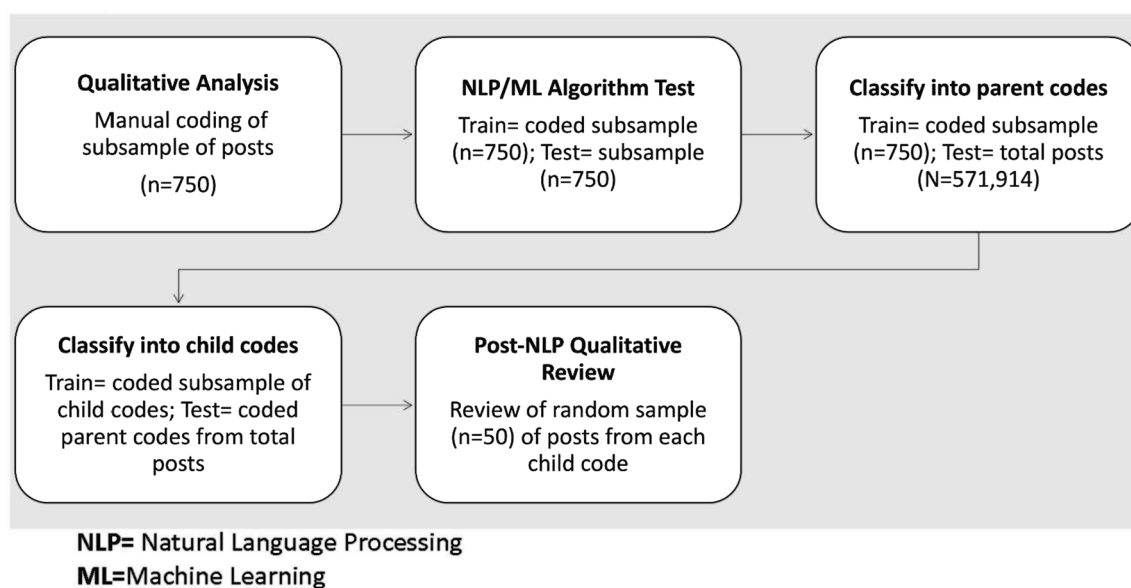 Qualitative Analysis
Manual coding of
subsample of posts
(n=750)
NLP/ML Algorithm Test
Train= coded subsample
(n=750); Test= subsample
(n=750)
Classify into parent codes
Train= coded subsample
(n=750); Test= total posts
(N=571,914)
Classify into child codes
Train= coded subsample of
child codes; Test= coded
parent codes from total
posts
Post-NLP Qualitative
Review
Review of random sample
(n=50) of posts from each
child code
NLP= Natural Language Processing
ML=Machine Learning